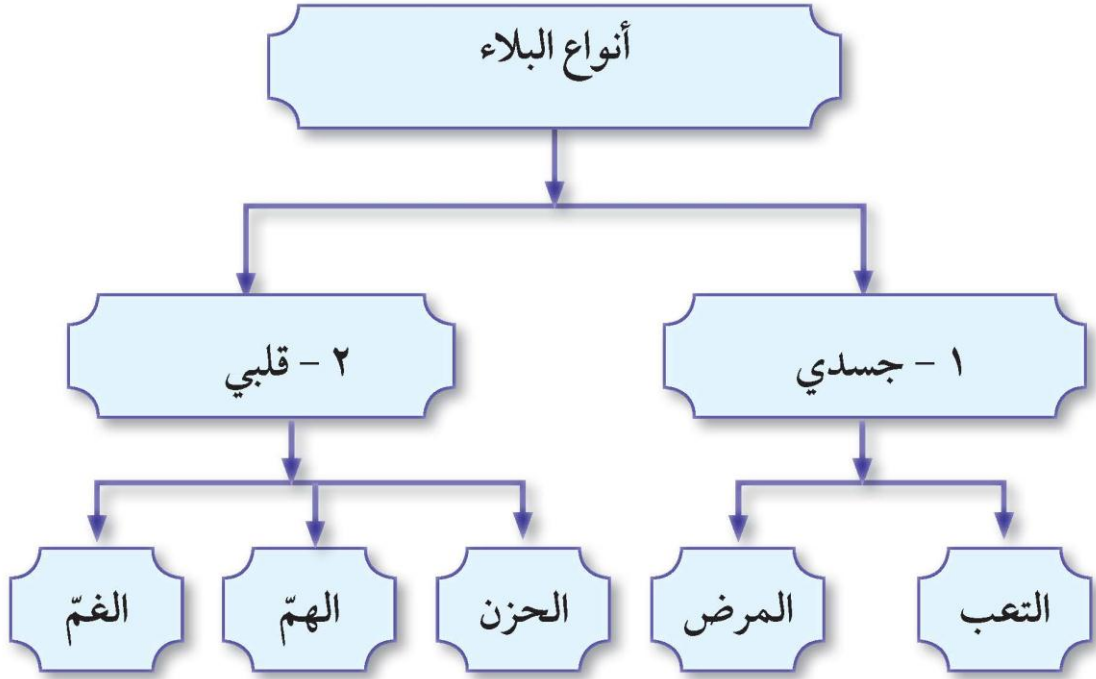 أنواع البلاء
١ - جسدي
٢ - قلبي
التعب
المرض
الحزن
الهمّ
الغمّ